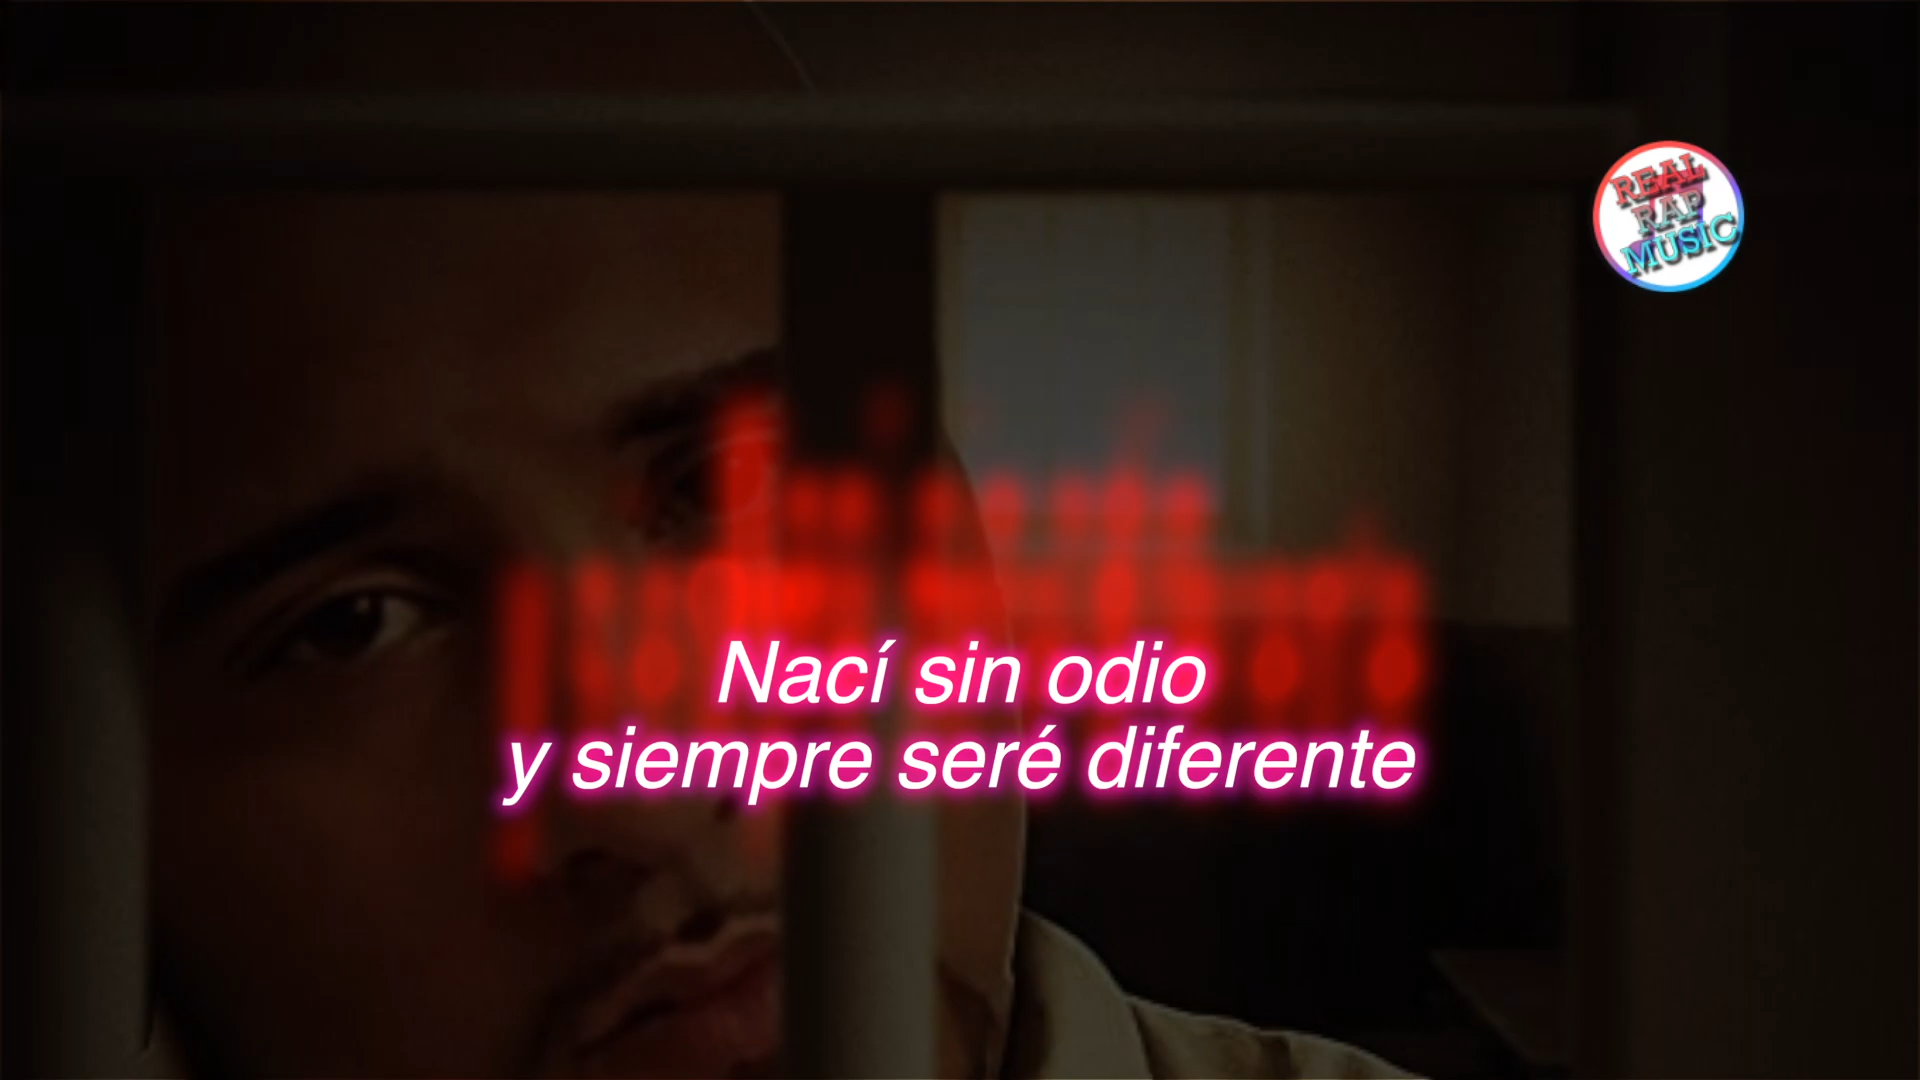 REAL
RAP
MUSIC
Nací sin odio
y siempre seré diferente